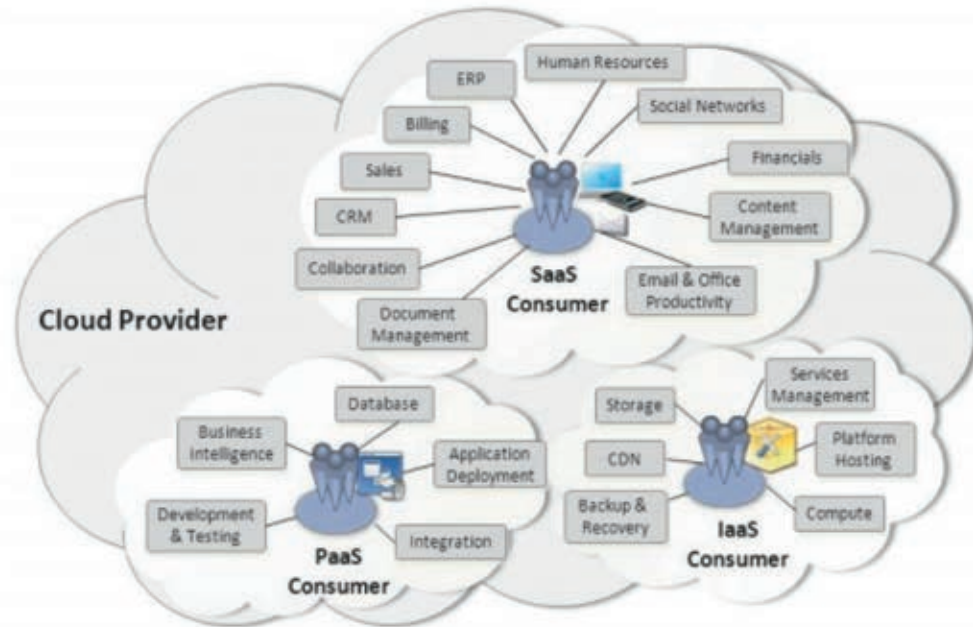 Human Resources
ERP
Social Networks
Billing
Financials
Sales
Content
Management
CRM
Collaboration
SaaS
Consumer
Email & Office
Productivity
Document
Management
Cloud Provider
Database
Business
Intelligence
Application
Deployment
Development
& Testing
Integration
PaaS
Consumer
Services
Management
Storage
Platform
Hosting
CDN
Backup &
Recovery
Compute
IaaS
Consumer